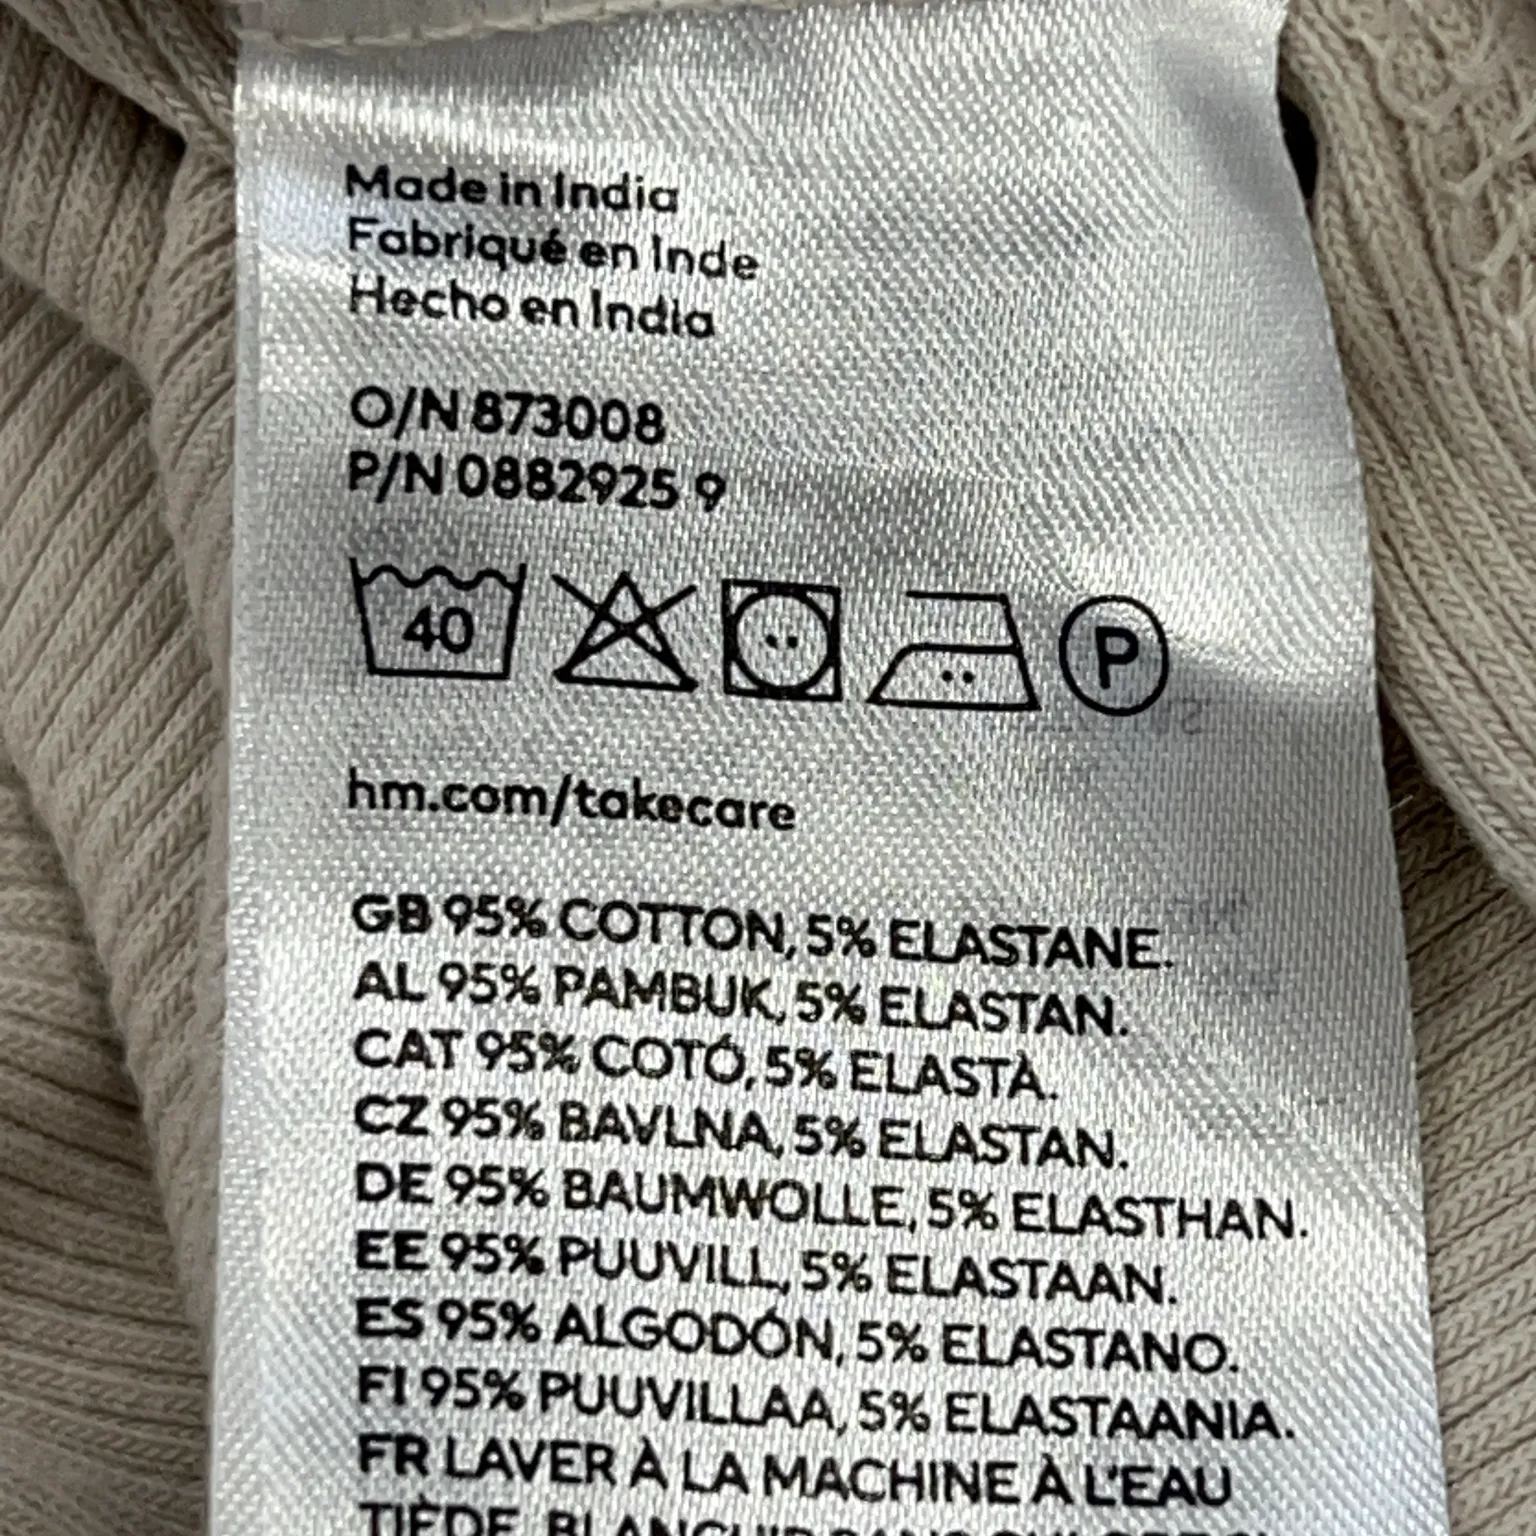 Made in India
Fabriqué en Inde
Hecho en India
O/N 873008
P/N 0882925 9
40 P
hm.com/takecare
GB 95% COTTON, 5% ELASTANE.
AL 95% PAMBUK, 5% ELASTAN.
CAT 95% COTÓ, 5% ELASTÀ.
CZ 95% BAVLNA, 5% ELASTAN.
DE 95% BAUMWOLLE, 5% ELASTHAN.
EE 95% PUUVILL, 5% ELASTAAN.
ES 95% ALGODÓN, 5% ELASTANO.
FI 95% PUUVILLAA, 5% ELASTAANIA.
FR LAVER À LA MACHINE À L'EAU
TIÈDE, BLANCHIR SANS